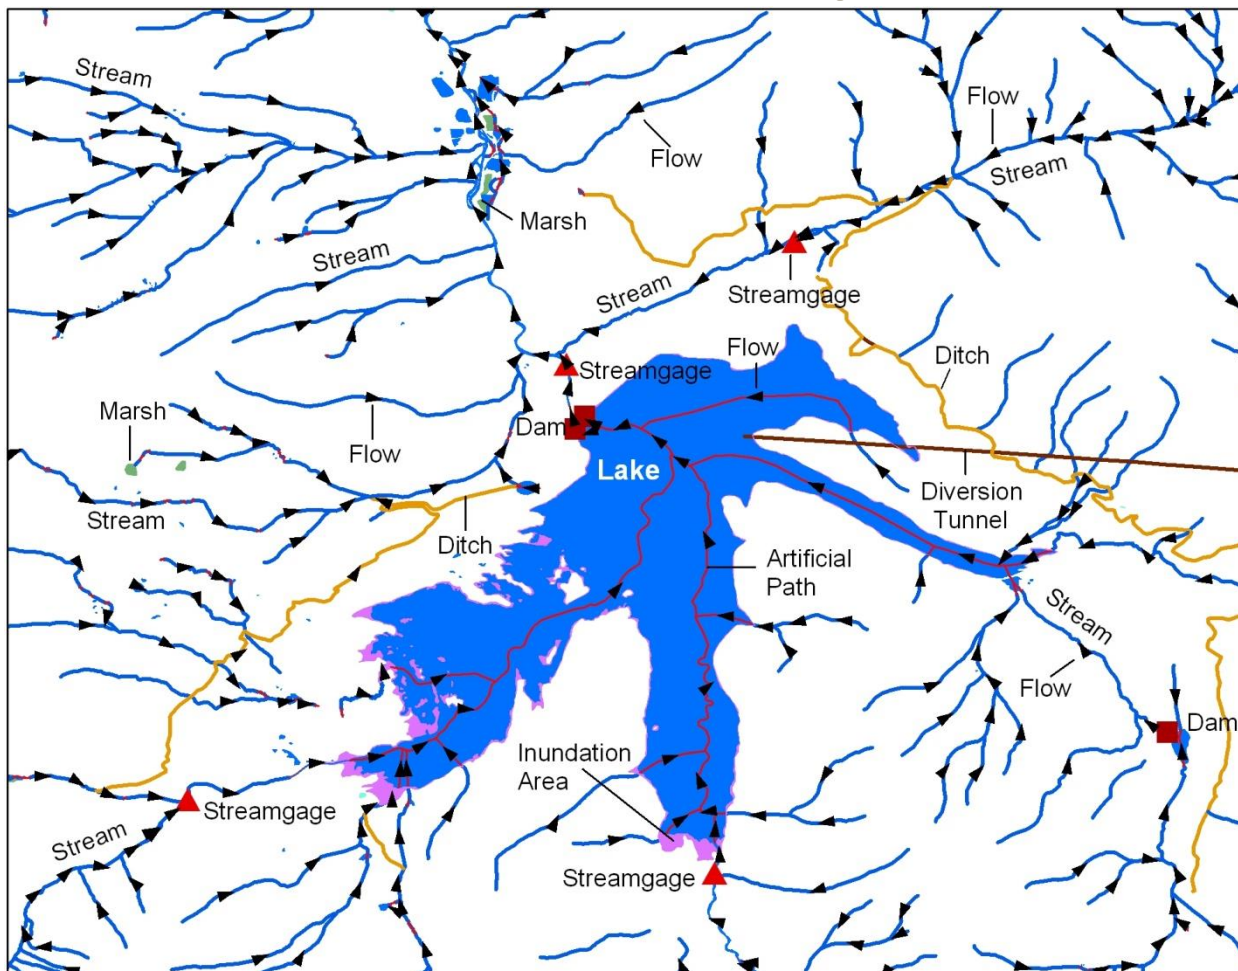 Stream
Flow
Flow
Stream
Marsh
Stream
Stream
Streamgage
Flow
Streamgage
Ditch
Marsh
Dam
Flow
Lake
Diversion
Tunnel
Stream
Ditch
Artificial
Path
Stream
Flow
Dam
Inundation
Area
Streamgage
Stream
Streamgage